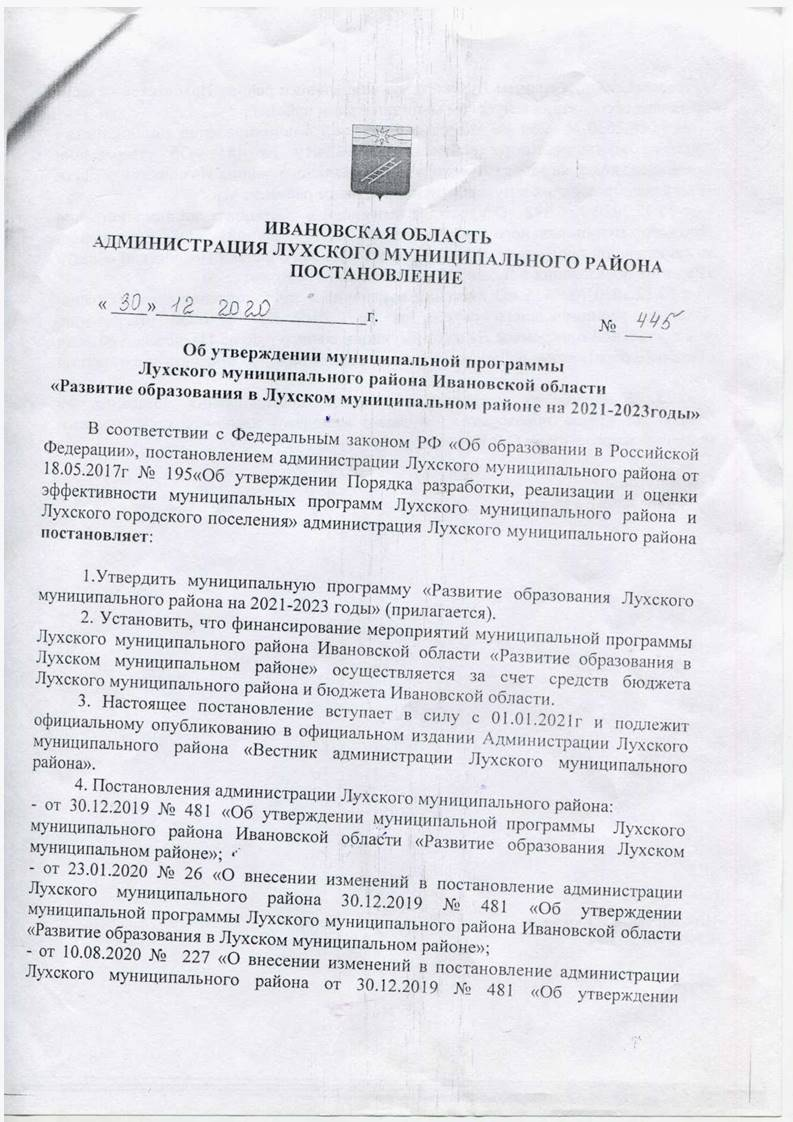 ИВАНОВСКАЯ ОБЛАСТЬ
АДМИНИСТРАЦИЯ ЛУХСКОГО МУНИЦИПАЛЬНОГО РАЙОНА
ПОСТАНОВЛЕНИЕ
« 30 » 12 2020 г.
№ 445
Об утверждении муниципальной программы
Лухского муниципального района Ивановской области
«Развитие образования в Лухском муниципальном районе на 2021-2023годы»
В соответствии с Федеральным законом РФ «Об образовании в Российской
Федерации», постановлением администрации Лухского муниципального района от
18.05.2017г № 195«Об утверждении Порядка разработки, реализации и оценки
эффективности муниципальных программ Лухского муниципального района и
Лухского городского поселения» администрация Лухского муниципального района
постановляет:
1.Утвердить муниципальную программу «Развитие образования Лухского
муниципального района на 2021-2023 годы» (прилагается).
2. Установить, что финансирование мероприятий муниципальной программы
Лухского муниципального района Ивановской области «Развитие образования в
Лухском муниципальном районе» осуществляется за счет средств бюджета
Лухского муниципального района и бюджета Ивановской области.
3. Настоящее постановление вступает в силу с 01.01.2021г и подлежит
официальному опубликованию в официальном издании Администрации Лухского
муниципального района «Вестник администрации Лухского муниципального
района».
4. Постановления администрации Лухского муниципального района:
- от 30.12.2019 № 481 «Об утверждении муниципальной программы Лухского
муниципального района Ивановской области «Развитие образования Лухском
муниципальном районе»;
- от 23.01.2020 № 26 «О внесении изменений в постановление администрации
Лухского муниципального района 30.12.2019 № 481 «Об утверждении
муниципальной программы Лухского муниципального района Ивановской области
«Развитие образования в Лухском муниципальном районе»;
- от 10.08.2020 № 227 «О внесении изменений в постановление администрации
Лухского муниципального района от 30.12.2019 № 481 «Об утверждении